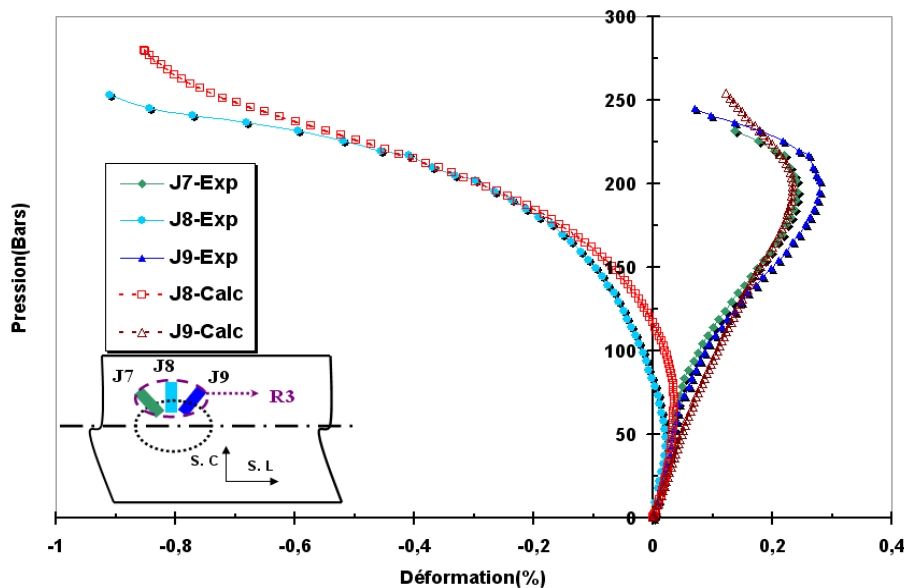 300
250
200
150
100
50
0
Pression(Bars)
J7-Exp
J8-Exp
J9-Exp
J8-Calc
J9-Calc
J8
J7
J9
R3
S. C
S. L
-1
-0,8
-0,6
-0,4
-0,2
0
0,2
0,4
Déformation(%)